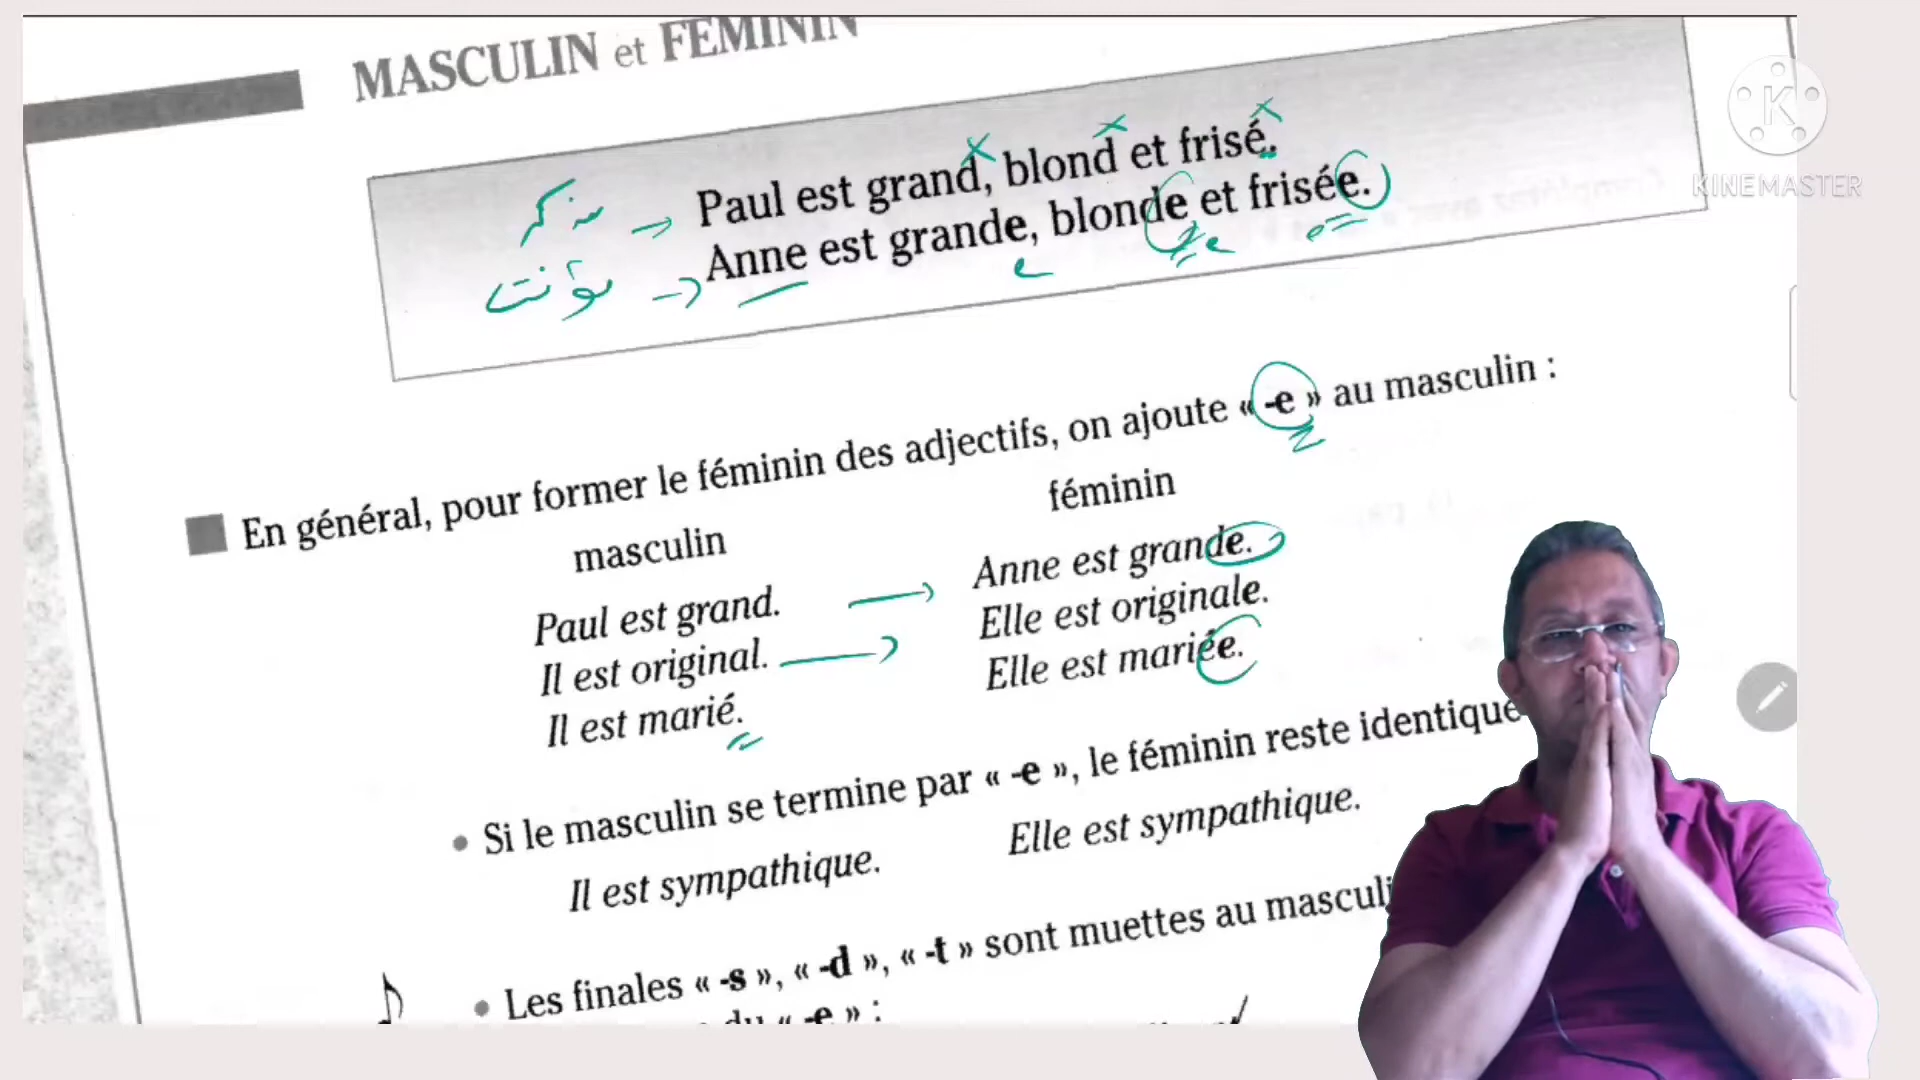 MASCULIN et FÉMININ
مذكر → Paul est grand, blond et frisé.
مؤنث → Anne est grande, blonde et frisée.
e
e
KINEMASTER
En général, pour former le féminin des adjectifs, on ajoute « -e » au masculin :
masculin féminin
Paul est grand. → Anne est grande.
Il est original. → Elle est originale.
Il est marié. Elle est mariée.
• Si le masculin se termine par « -e », le féminin reste identique
Il est sympathique. Elle est sympathique.
• Les finales « -s », « -d », « -t » sont muettes au masculi
du « -e » :